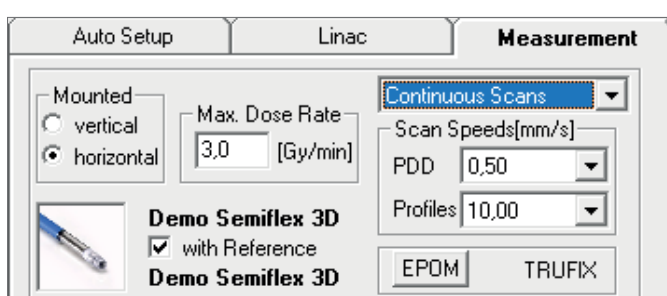 Auto Setup Linac Measurement
Mounted
vertical
horizontal
Max. Dose Rate
3,0 [Gy/min]
Continuous Scans
Scan Speeds[mm/s]
PDD 0,50
Profiles 10,00
Demo Semiflex 3D
with Reference
Demo Semiflex 3D
EPOM TRUFIX